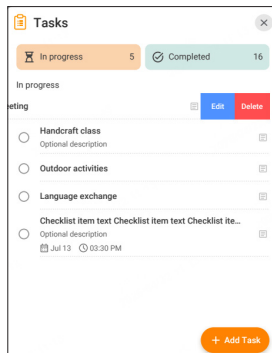 Tasks
In progress 5 Completed 16
In progress
eeting Edit Delete
Handcraft class
Optional description
Outdoor activities
Language exchange
Checklist item text Checklist item text Checklist ite...
Optional description
Jul 13 03:30 PM
+ Add Task